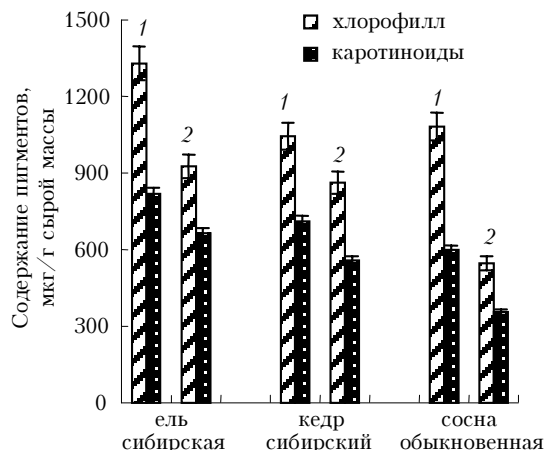 1500
1200
900
600
300
0
Содержание пигментов,
мкг/г сырой массы
хлорофилл
каротиноиды
1
2
1
2
1
2
ель
сибирская
кедр
сибирский
сосна
обыкновенная